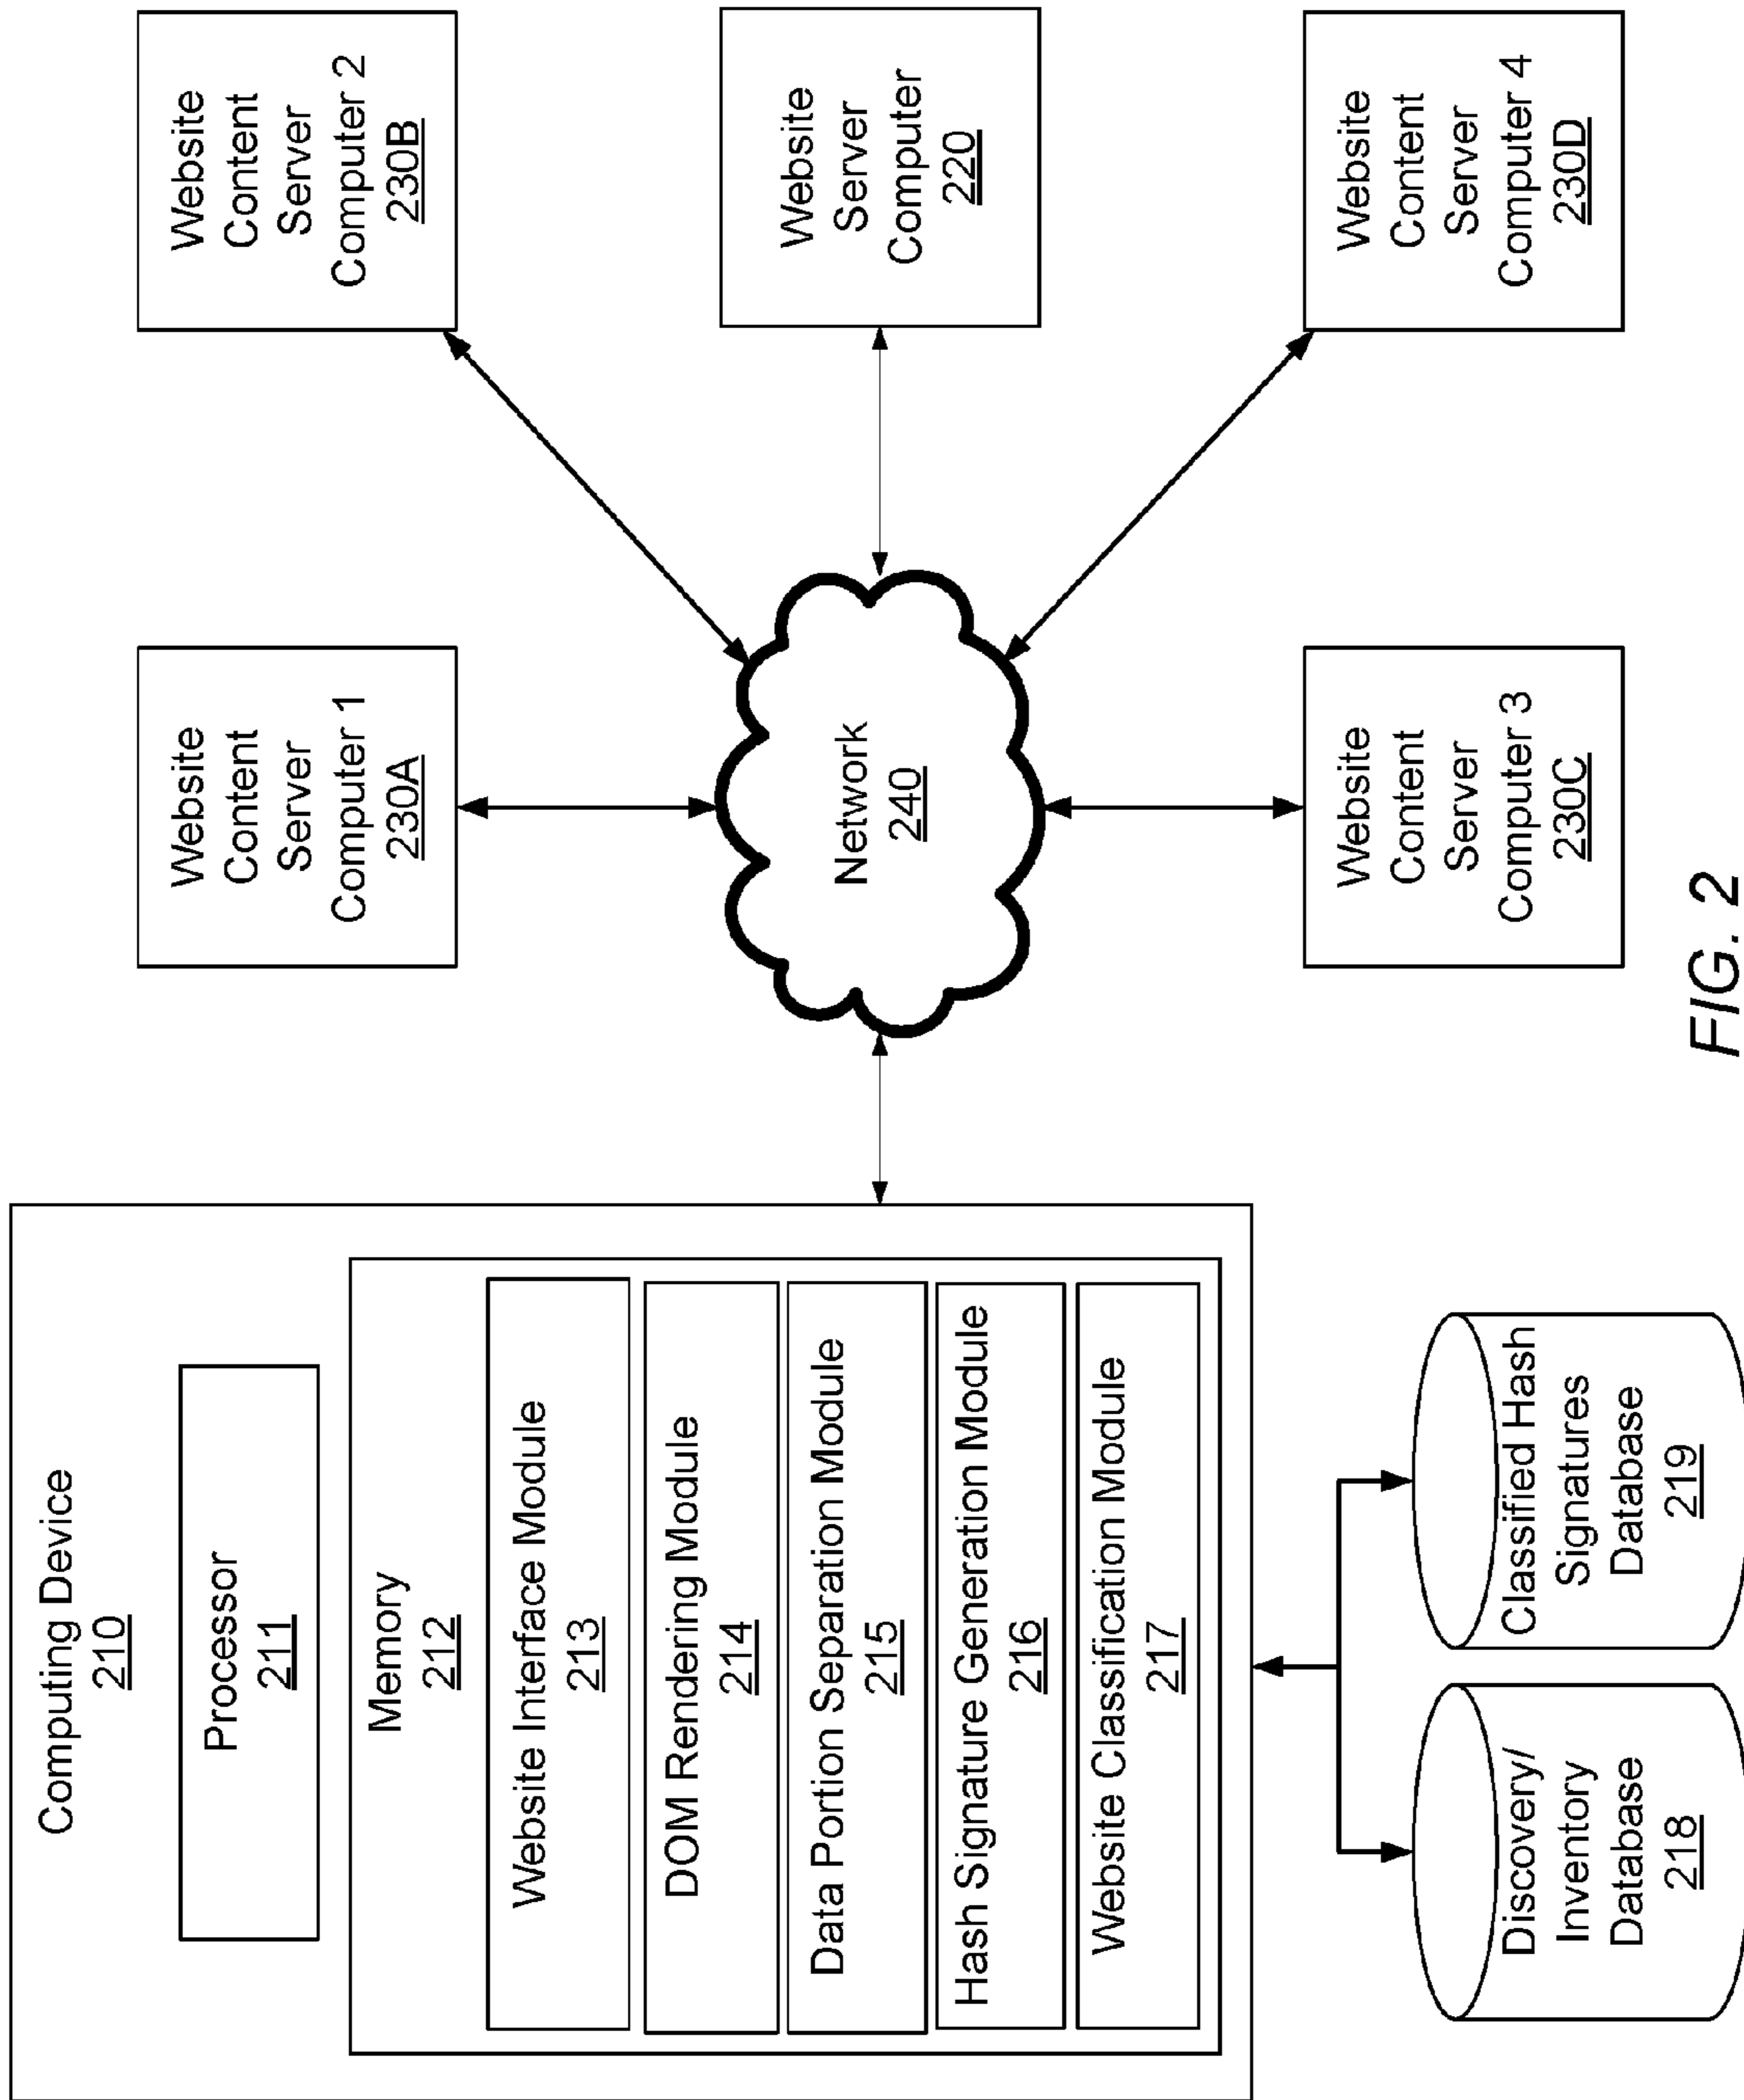 Computing Device
210
Processor
211
Memory
212
Website Interface Module
213
DOM Rendering Module
214
Data Portion Separation Module
215
Hash Signature Generation Module
216
Website Classification Module
217
Discovery/
Inventory
Database
218
Classified Hash
Signatures
Database
219
Website
Content
Server
Computer 1
230A
Website
Content
Server
Computer 2
230B
Network
240
Website
Server
Computer
220
Website
Content
Server
Computer 3
230C
Website
Content
Server
Computer 4
230D
FIG. 2